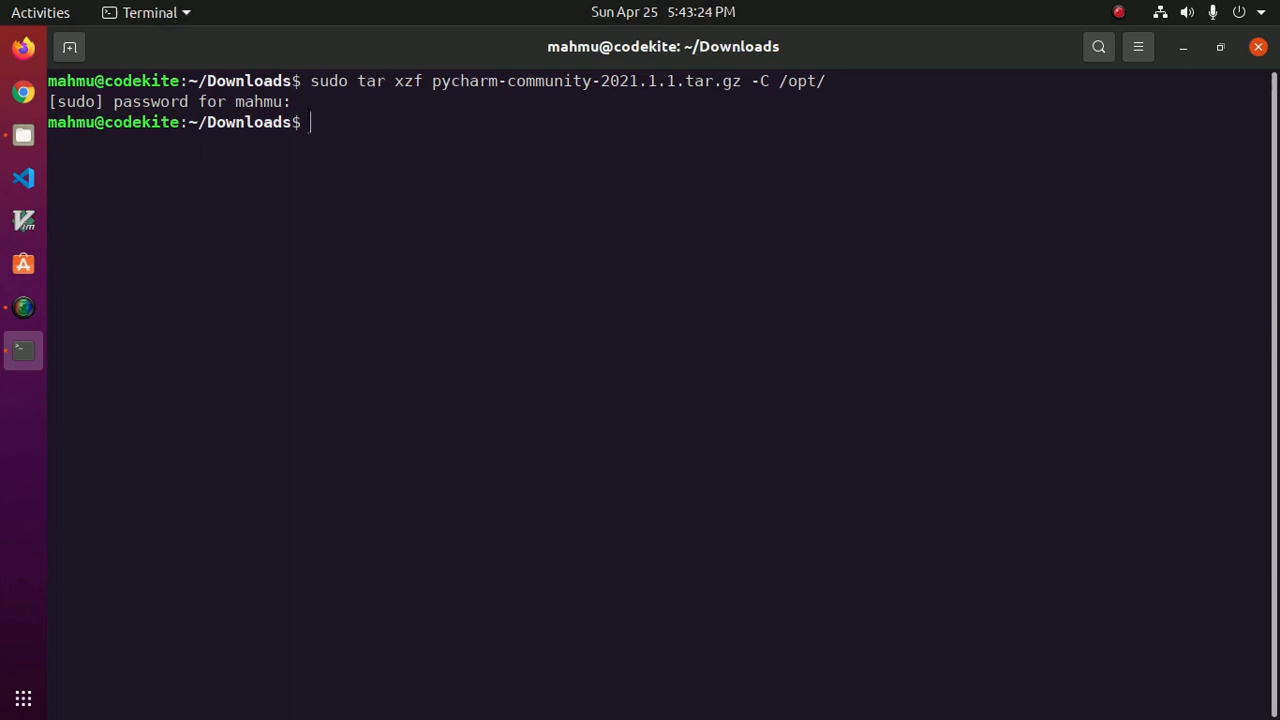 Activities
Terminal
Sun Apr 25 5:43:24 PM
mahmu@codekite: ~/Downloads
mahmu@codekite:~/Downloads$ sudo tar xzf pycharm-community-2021.1.1.tar.gz -C /opt/
[sudo] password for mahmu:
mahmu@codekite:~/Downloads$